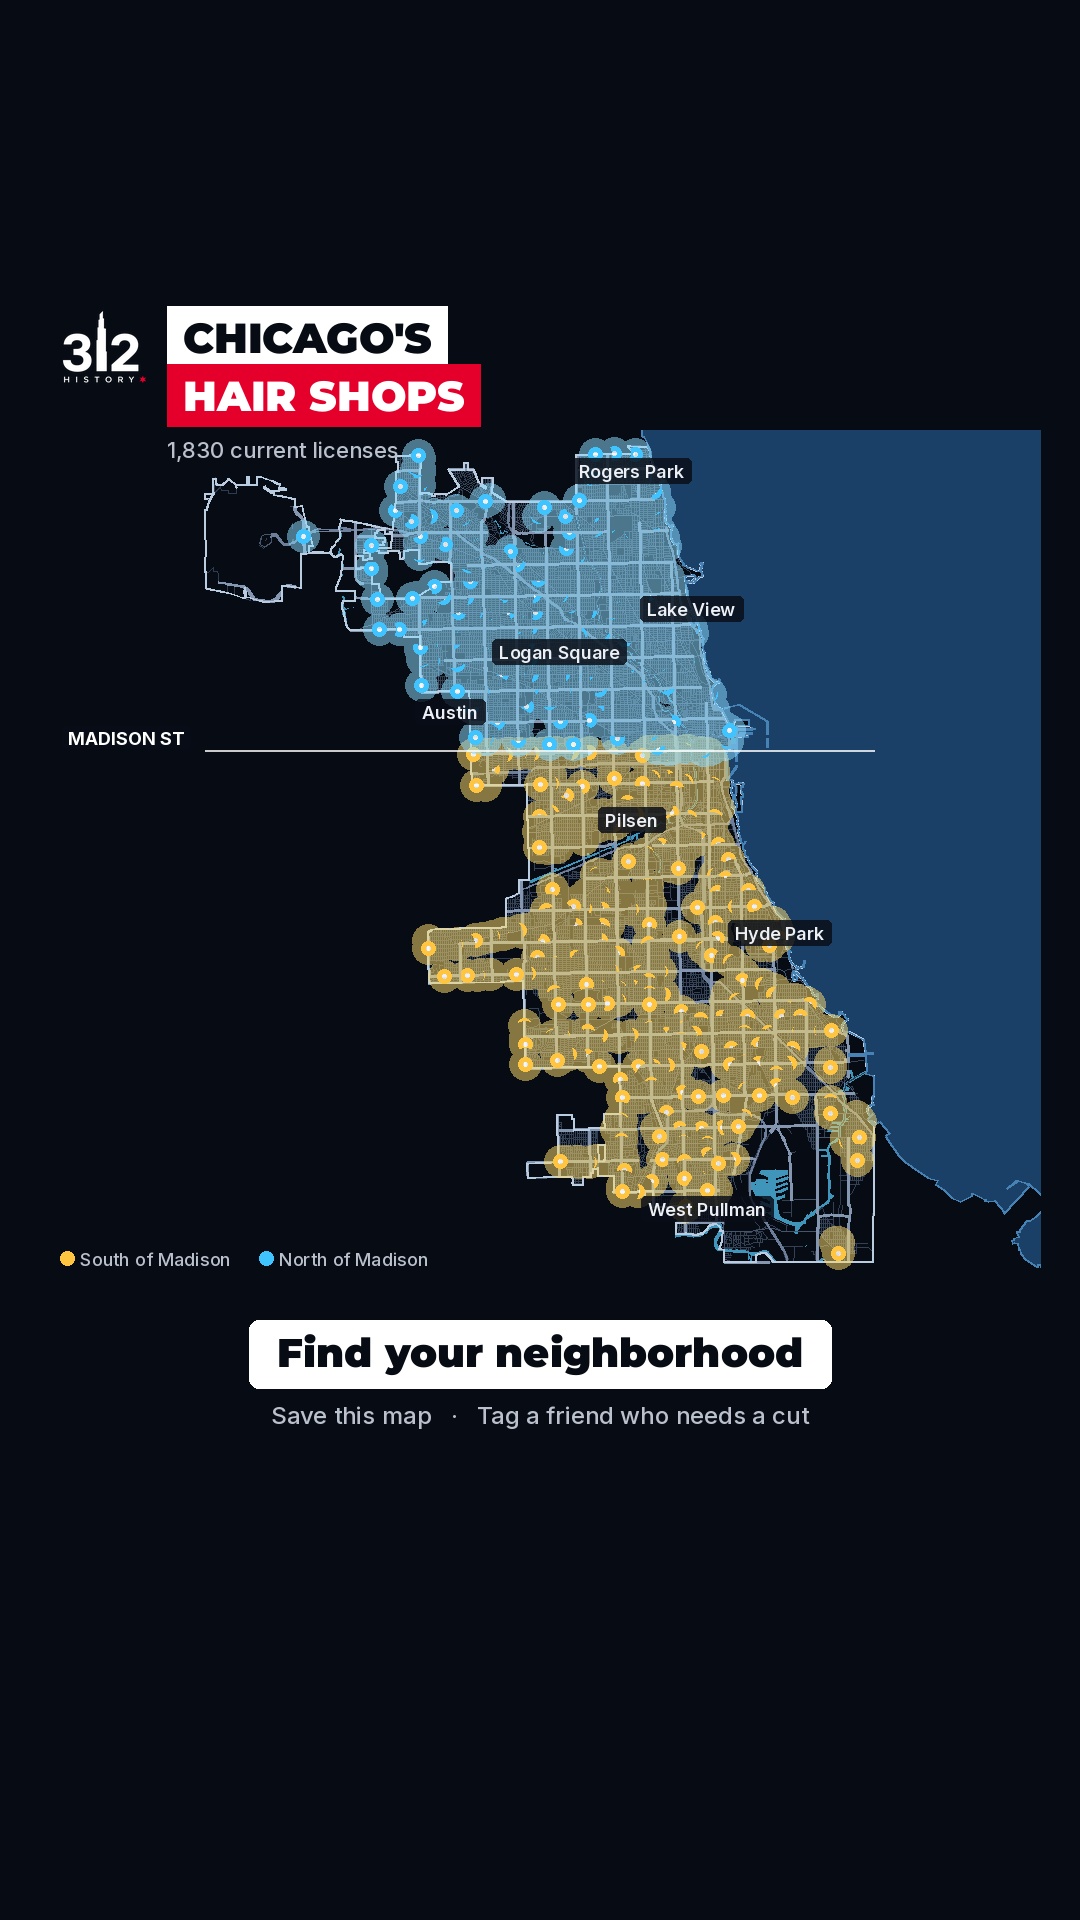 312
HISTORY*
CHICAGO'S
HAIR SHOPS
1,830 current licenses
Rogers Park
Lake View
Logan Square
Austin
MADISON ST
Pilsen
Hyde Park
West Pullman
South of Madison
North of Madison
Find your neighborhood
Save this map · Tag a friend who needs a cut